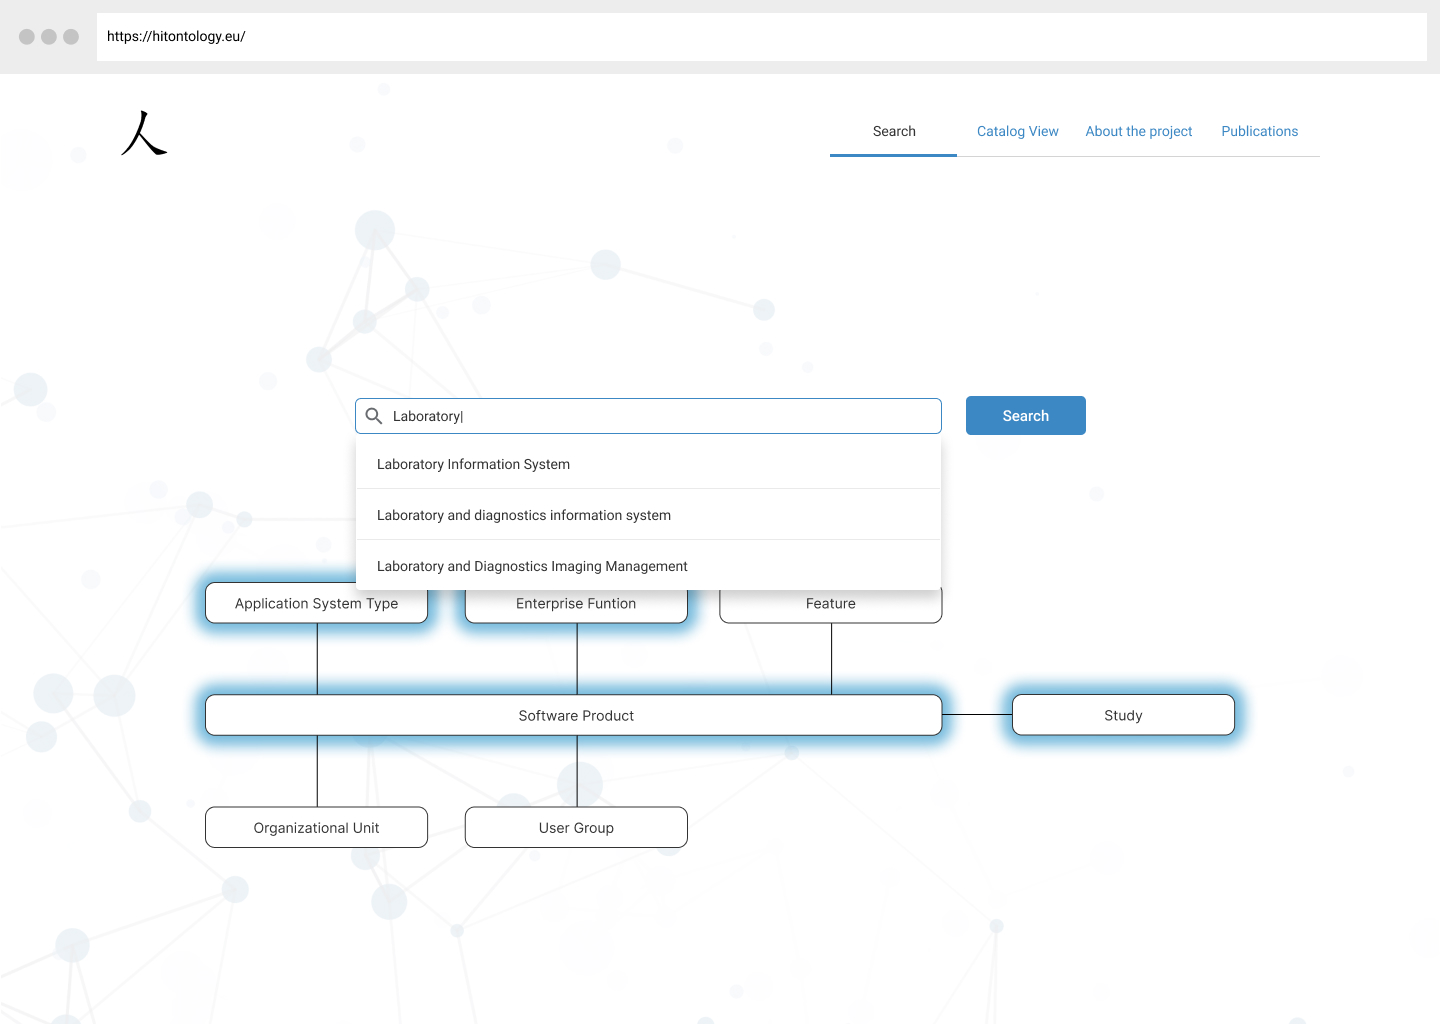 https://hitontology.eu/
人
Search
Catalog View
About the project
Publications
Laboratory
Search
Laboratory Information System
Laboratory and diagnostics information system
Laboratory and Diagnostics Imaging Management
Application System Type
Enterprise Funtion
Feature
Software Product
Study
Organizational Unit
User Group